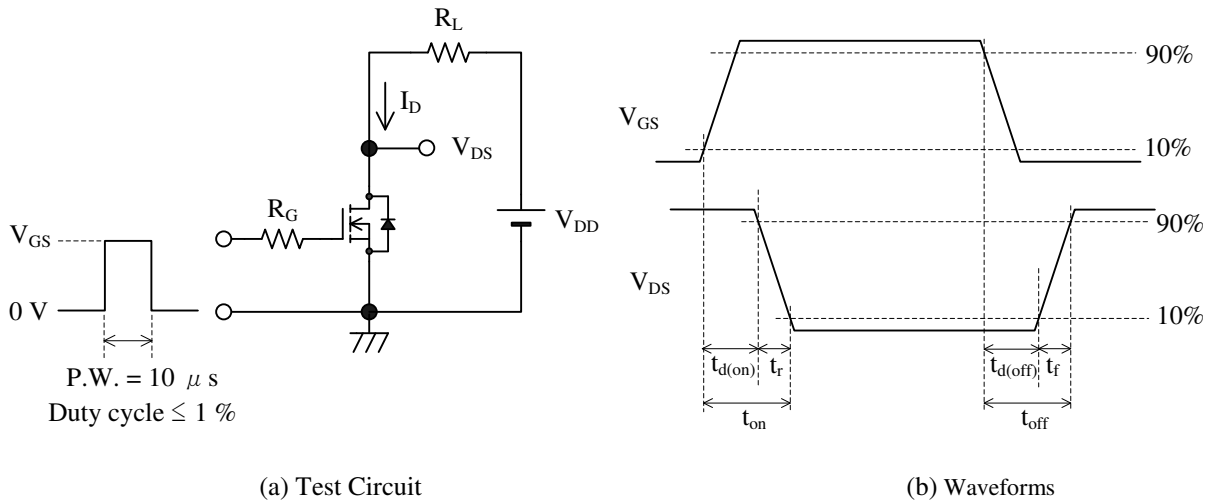 R_L
I_D
V_DS
R_G
V_DD
V_GS
0 V
P.W. = 10 μ s
Duty cycle ≤ 1 %
(a) Test Circuit
90%
V_GS
10%
90%
V_DS
10%
t_d(on) t_r t_d(off) t_f
t_on t_off
(b) Waveforms